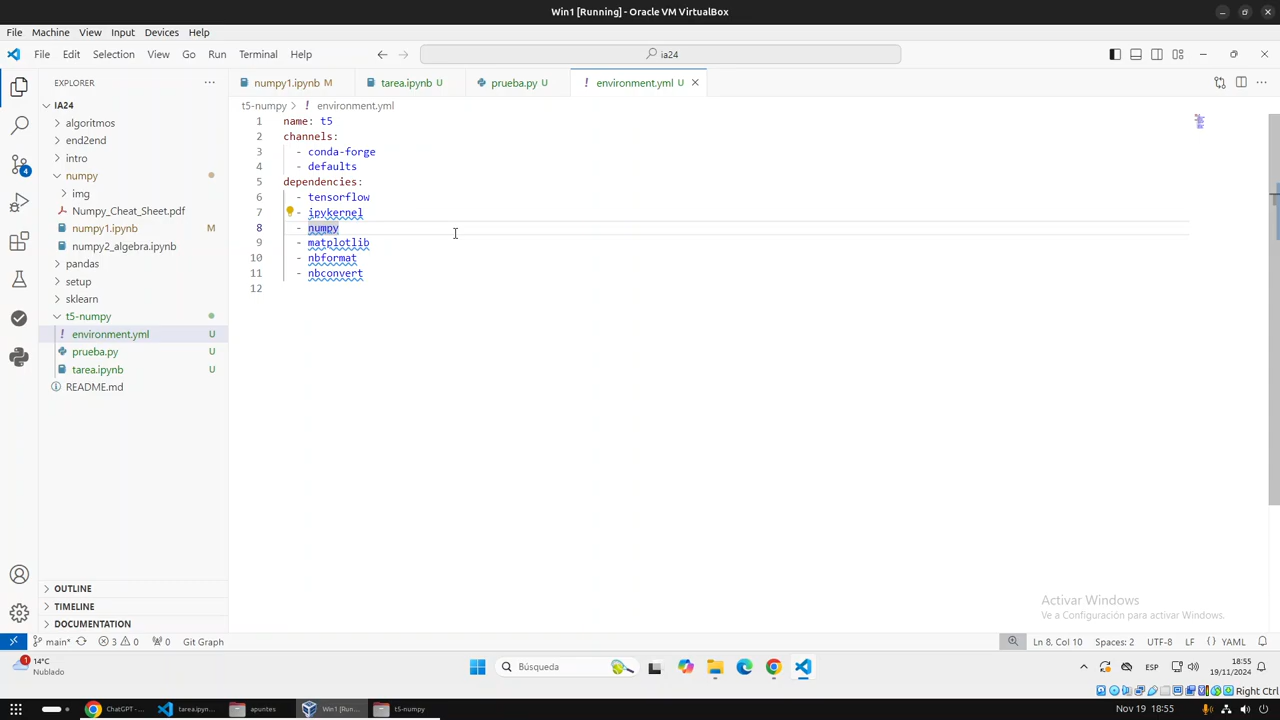 Win1 [Running] - Oracle VM VirtualBox
File Machine View Input Devices Help
File Edit Selection View Go Run Terminal Help
ia24
EXPLORER
numpy1.ipynb M
tarea.ipynb U
prueba.py U
! environment.yml U
t5-numpy > ! environment.yml
IA24
algoritmos
end2end
intro
numpy
img
Numpy_Cheat_Sheet.pdf
numpy1.ipynb M
numpy2_algebra.ipynb
pandas
setup
sklearn
t5-numpy
! environment.yml U
prueba.py U
tarea.ipynb U
README.md
OUTLINE
TIMELINE
DOCUMENTATION
1 name: t5
2 channels:
3 - conda-forge
4 - defaults
5 dependencies:
6 - tensorflow
7 - ipykernel
8 - numpy
9 - matplotlib
10 - nbformat
11 - nbconvert
12
4
Activar Windows
Ve a Configuración para activar Windows.
main* 3 0 0 Git Graph
Ln 8, Col 10 Spaces: 2 UTF-8 LF {} YAML
1
14°C
Nublado
Búsqueda
ESP
18:55
19/11/2024
Right Ctrl
ChatGPT - ...
tarea.ipyn...
apuntes
Win1 [Run...
t5-numpy
Nov 19 18:55